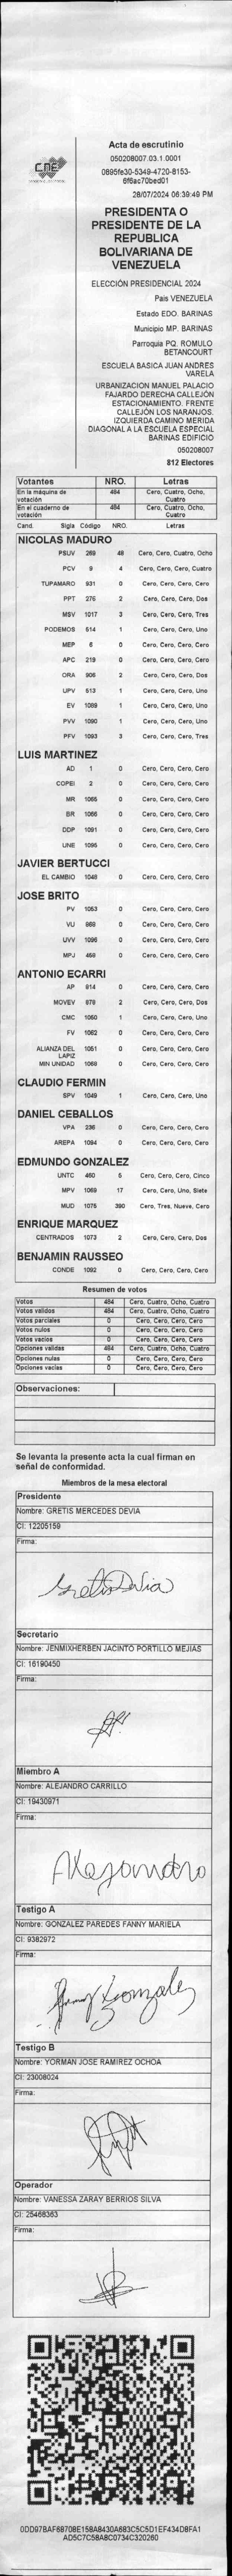 CNE
Acta de escrutinio
050208007.03.1.0001
0895fe30-5349-4720-8153-
6f6ac70bed01
28/07/2024 06:39:49 PM
PRESIDENTA O
PRESIDENTE DE LA
REPUBLICA
BOLIVARIANA DE
VENEZUELA
ELECCIÓN PRESIDENCIAL 2024
Pais VENEZUELA
Estado EDO. BARINAS
Municipio MP. BARINAS
Parroquia PQ. ROMULO
BETANCOURT
ESCUELA BASICA JUAN ANDRES
VARELA
URBANIZACION MANUEL PALACIO
FAJARDO DERECHA CALLEJÓN
ESTACIONAMIENTO. FRENTE
CALLEJÓN LOS NARANJOS.
IZQUIERDA CAMINO MERIDA
DIAGONAL A LA ESCUELA ESPECIAL
BARINAS EDIFICIO
050208007
812 Electores
Votantes NRO. Letras
En la máquina de votación 484 Cero, Cuatro, Ocho, Cuatro
En el cuaderno de votación 484 Cero, Cuatro, Ocho, Cuatro
Cand. Sigla Código NRO. Letras
NICOLAS MADURO
PSUV 269 48 Cero, Cero, Cuatro, Ocho
PCV 9 4 Cero, Cero, Cero, Cuatro
TUPAMARO 931 0 Cero, Cero, Cero, Cero
PPT 276 2 Cero, Cero, Cero, Dos
MSV 1017 3 Cero, Cero, Cero, Tres
PODEMOS 514 1 Cero, Cero, Cero, Uno
MEP 6 0 Cero, Cero, Cero, Cero
APC 219 0 Cero, Cero, Cero, Cero
ORA 906 2 Cero, Cero, Cero, Dos
UPV 513 1 Cero, Cero, Cero, Uno
EV 1089 1 Cero, Cero, Cero, Uno
PVV 1090 1 Cero, Cero, Cero, Uno
PFV 1093 3 Cero, Cero, Cero, Tres
LUIS MARTINEZ
AD 1 0 Cero, Cero, Cero, Cero
COPEI 2 0 Cero, Cero, Cero, Cero
MR 1065 0 Cero, Cero, Cero, Cero
BR 1066 0 Cero, Cero, Cero, Cero
DDP 1091 0 Cero, Cero, Cero, Cero
UNE 1095 0 Cero, Cero, Cero, Cero
JAVIER BERTUCCI
EL CAMBIO 1046 0 Cero, Cero, Cero, Cero
JOSE BRITO
PV 1053 0 Cero, Cero, Cero, Cero
VU 969 0 Cero, Cero, Cero, Cero
UVV 1096 0 Cero, Cero, Cero, Cero
MPJ 459 0 Cero, Cero, Cero, Cero
ANTONIO ECARRI
AP 914 0 Cero, Cero, Cero, Cero
MOVEV 979 2 Cero, Cero, Cero, Dos
CMC 1050 1 Cero, Cero, Cero, Uno
FV 1062 0 Cero, Cero, Cero, Cero
ALIANZA DEL LAPIZ 1051 0 Cero, Cero, Cero, Cero
MIN UNIDAD 1068 0 Cero, Cero, Cero, Cero
CLAUDIO FERMIN
SPV 1049 1 Cero, Cero, Cero, Uno
DANIEL CEBALLOS
VPA 236 0 Cero, Cero, Cero, Cero
AREPA 1094 0 Cero, Cero, Cero, Cero
EDMUNDO GONZALEZ
UNTC 460 5 Cero, Cero, Cero, Cinco
MPV 1069 17 Cero, Cero, Uno, Siete
MUD 1075 390 Cero, Tres, Nueve, Cero
ENRIQUE MARQUEZ
CENTRADOS 1073 2 Cero, Cero, Cero, Dos
BENJAMIN RAUSSEO
CONDE 1092 0 Cero, Cero, Cero, Cero
Resumen de votos
Votos 484 Cero, Cuatro, Ocho, Cuatro
Votos validos 484 Cero, Cuatro, Ocho, Cuatro
Votos parciales 0 Cero, Cero, Cero, Cero
Votos nulos 0 Cero, Cero, Cero, Cero
Votos vacios 0 Cero, Cero, Cero, Cero
Opciones validas 484 Cero, Cuatro, Ocho, Cuatro
Opciones nulas 0 Cero, Cero, Cero, Cero
Opciones vacias 0 Cero, Cero, Cero, Cero
Observaciones:
Se levanta la presente acta la cual firman en
señal de conformidad.
Miembros de la mesa electoral
Presidente
Nombre: GRETIS MERCEDES DEVIA
CI: 12205159
Firma:
Gretis Devia
Secretario
Nombre: JENMIXHERBEN JACINTO PORTILLO MEJIAS
CI: 16190450
Firma:
Miembro A
Nombre: ALEJANDRO CARRILLO
CI: 19430971
Firma:
Alejandro
Testigo A
Nombre: GONZALEZ PAREDES FANNY MARIELA
CI: 9382972
Firma:
Fanny Gonzalez
Testigo B
Nombre: YORMAN JOSE RAMIREZ OCHOA
CI: 23008024
Firma:
Operador
Nombre: VANESSA ZARAY BERRIOS SILVA
CI: 25468363
Firma:
0DD97BAF68708E158A8430A683C5C5D1EF434D8FA1
AD5C7C58A8C0734C320260